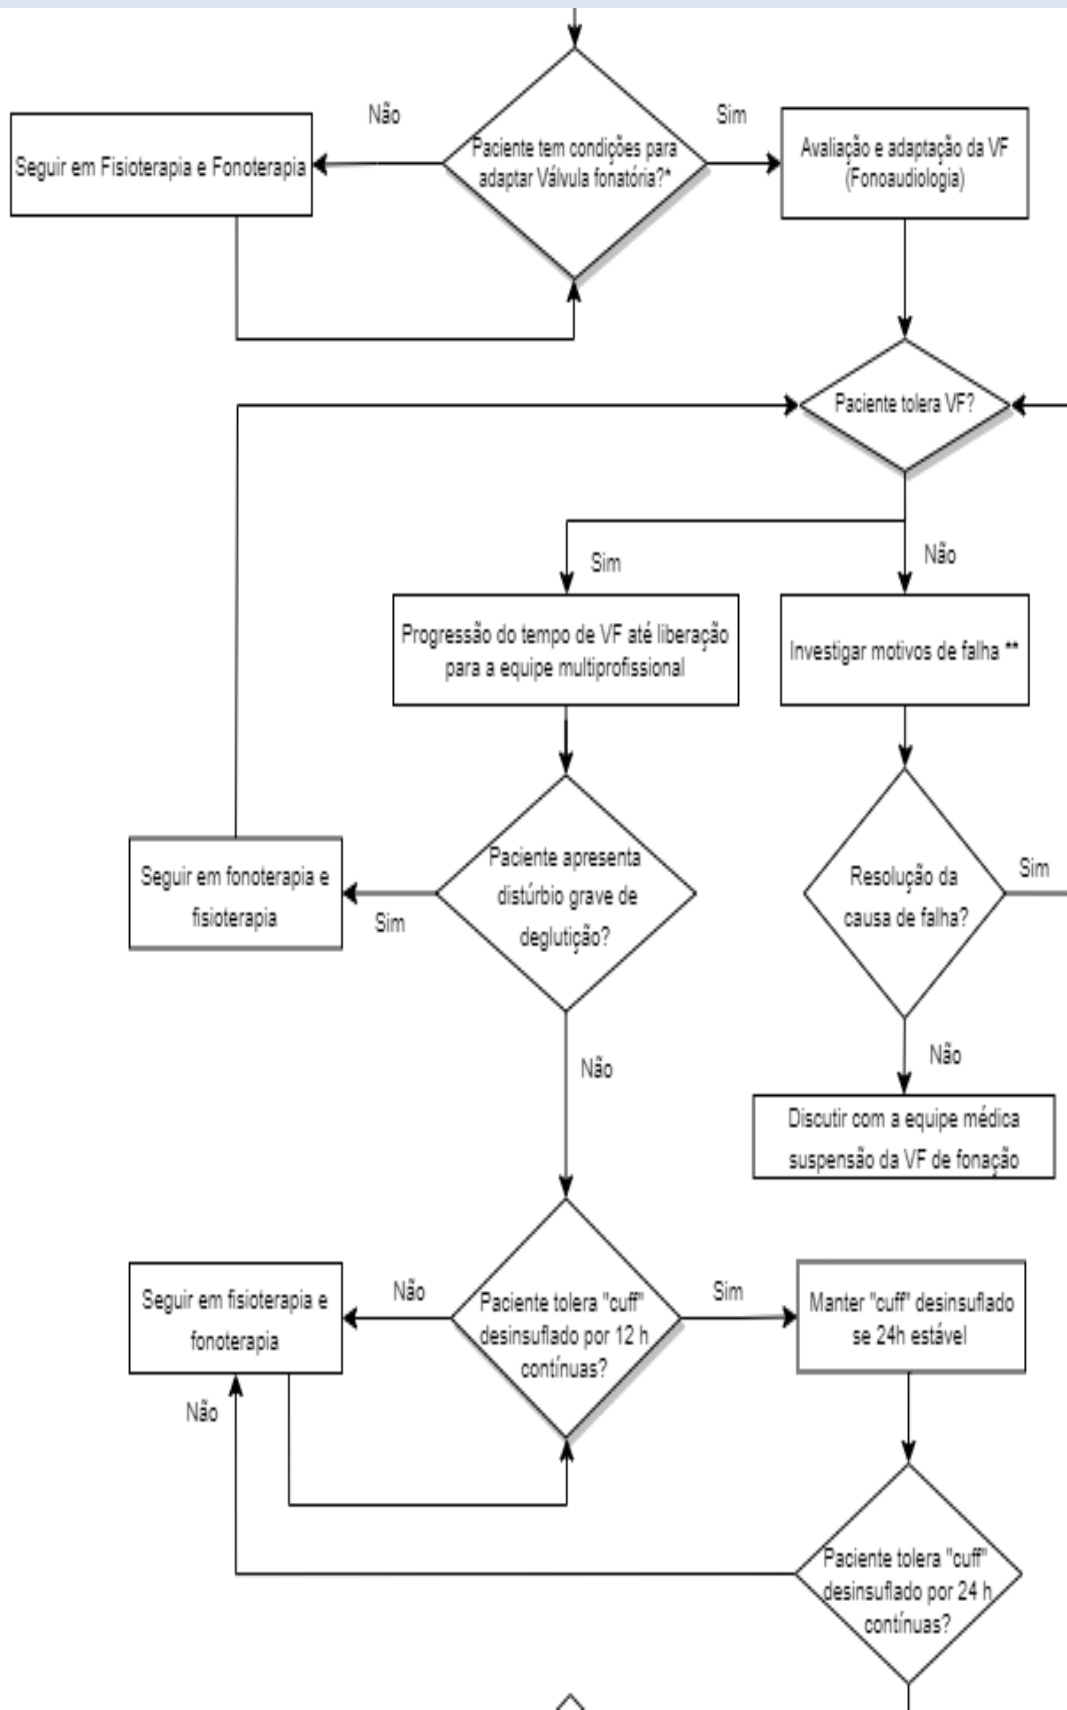 Não
Paciente tem condições para
adaptar Válvula fonatória?*
Sim
Seguir em Fisioterapia e Fonoterapia
Avaliação e adaptação da VF
(Fonoaudiologia)
Paciente tolera VF?
Sim
Não
Progressão do tempo de VF até liberação
para a equipe multiprofissional
Investigar motivos de falha **
Paciente apresenta
distúrbio grave de
deglutição?
Sim
Seguir em fonoterapia e
fisioterapia
Resolução da
causa de falha?
Sim
Não
Não
Discutir com a equipe médica
suspensão da VF de fonação
Paciente tolera "cuff"
desinsuflado por 12 h
contínuas?
Não
Seguir em fisioterapia e
fonoterapia
Sim
Manter "cuff" desinsuflado
se 24h estável
Não
Paciente tolera "cuff"
desinsuflado por 24 h
contínuas?